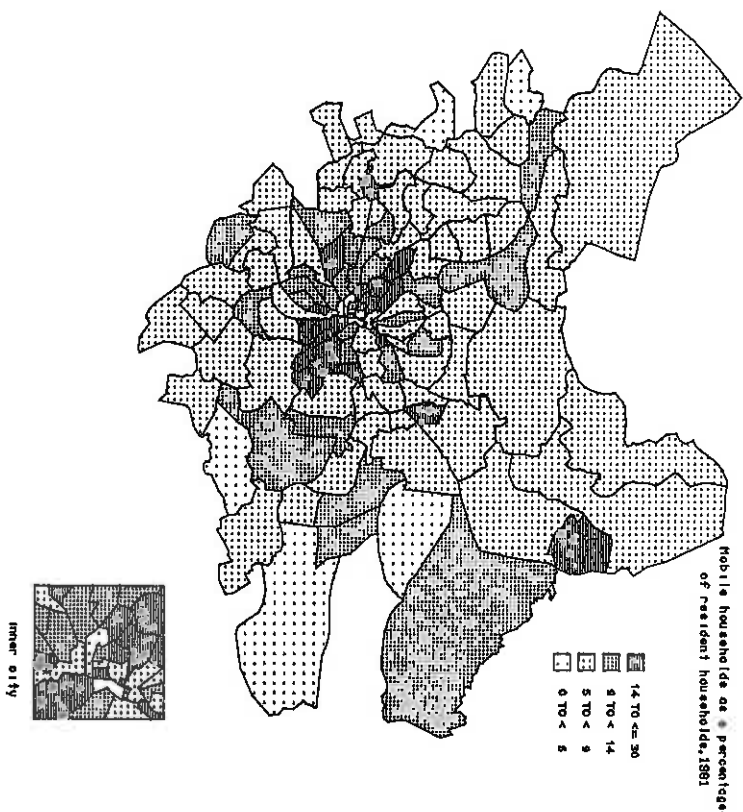 Mobile households as a percentage
of resident households, 1981
14 TO <= 30
9 TO < 14
5 TO < 9
0 TO < 5
inner city